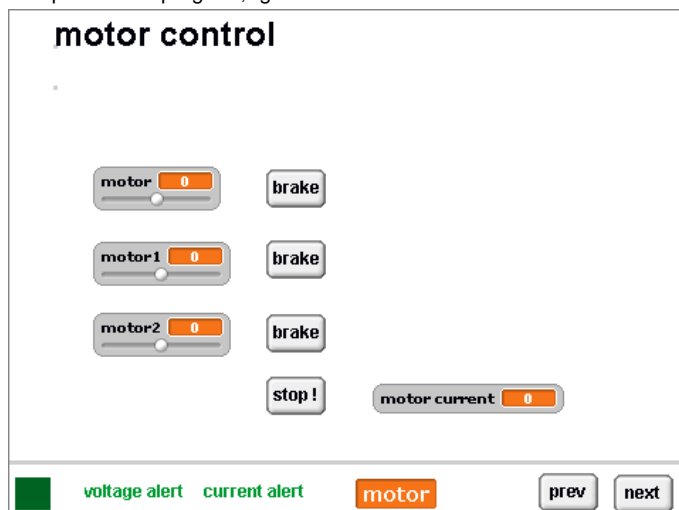 motor control
motor 0 brake
motor1 0 brake
motor2 0 brake
stop! motor current 0
voltage alert current alert motor prev next